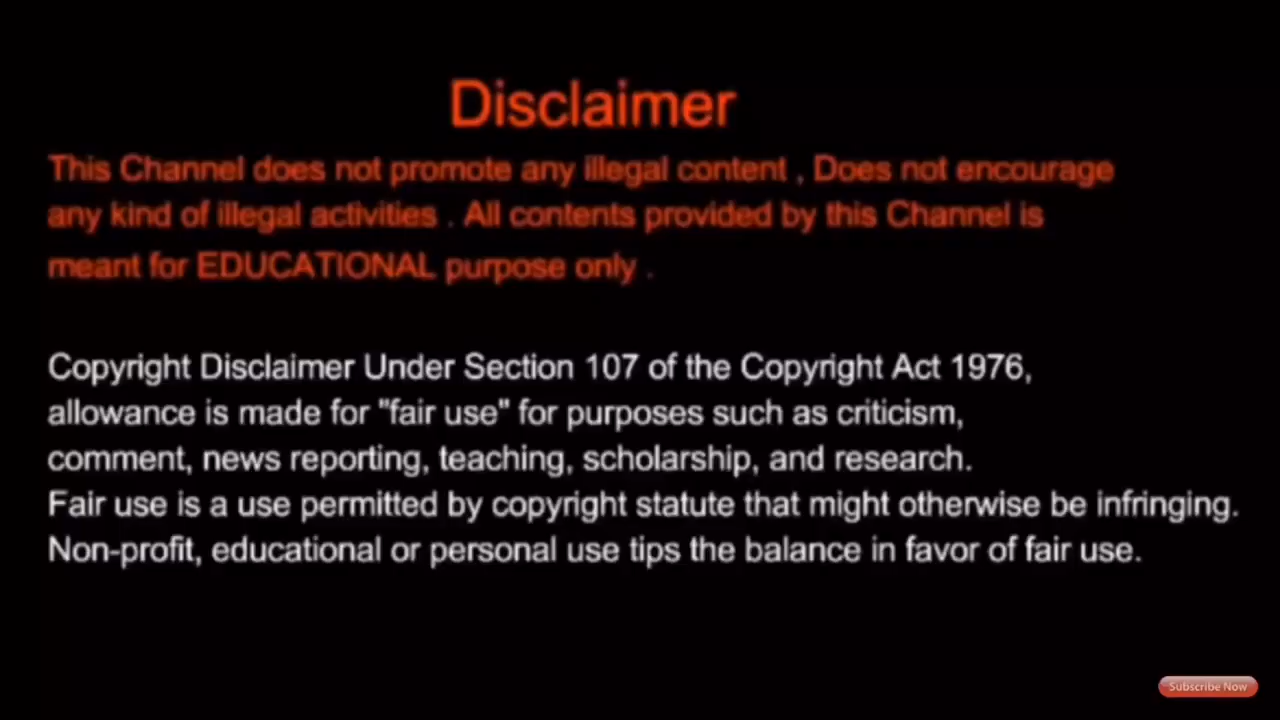 Disclaimer
This Channel does not promote any illegal content , Does not encourage
any kind of illegal activities . All contents provided by this Channel is
meant for EDUCATIONAL purpose only .
Copyright Disclaimer Under Section 107 of the Copyright Act 1976,
allowance is made for "fair use" for purposes such as criticism,
comment, news reporting, teaching, scholarship, and research.
Fair use is a use permitted by copyright statute that might otherwise be infringing.
Non-profit, educational or personal use tips the balance in favor of fair use.
Subscribe Now